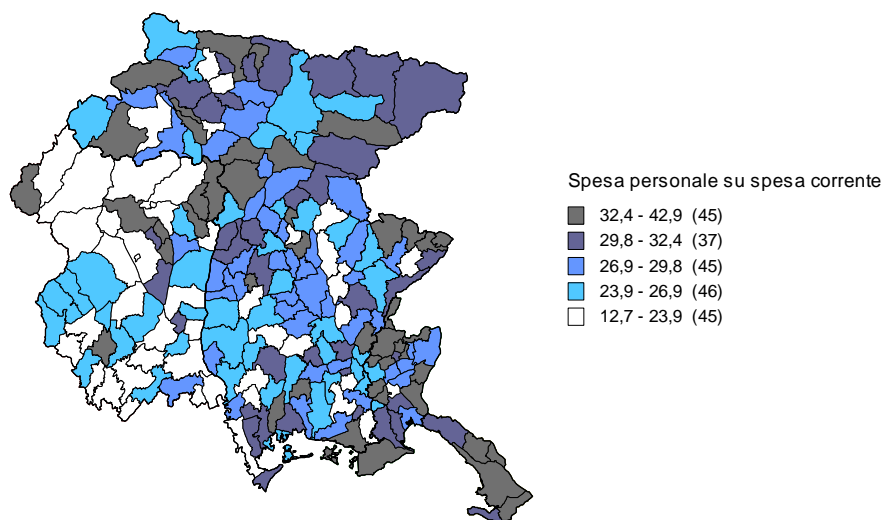 Spesa personale su spesa corrente
32,4 - 42,9 (45)
29,8 - 32,4 (37)
26,9 - 29,8 (45)
23,9 - 26,9 (46)
12,7 - 23,9 (45)